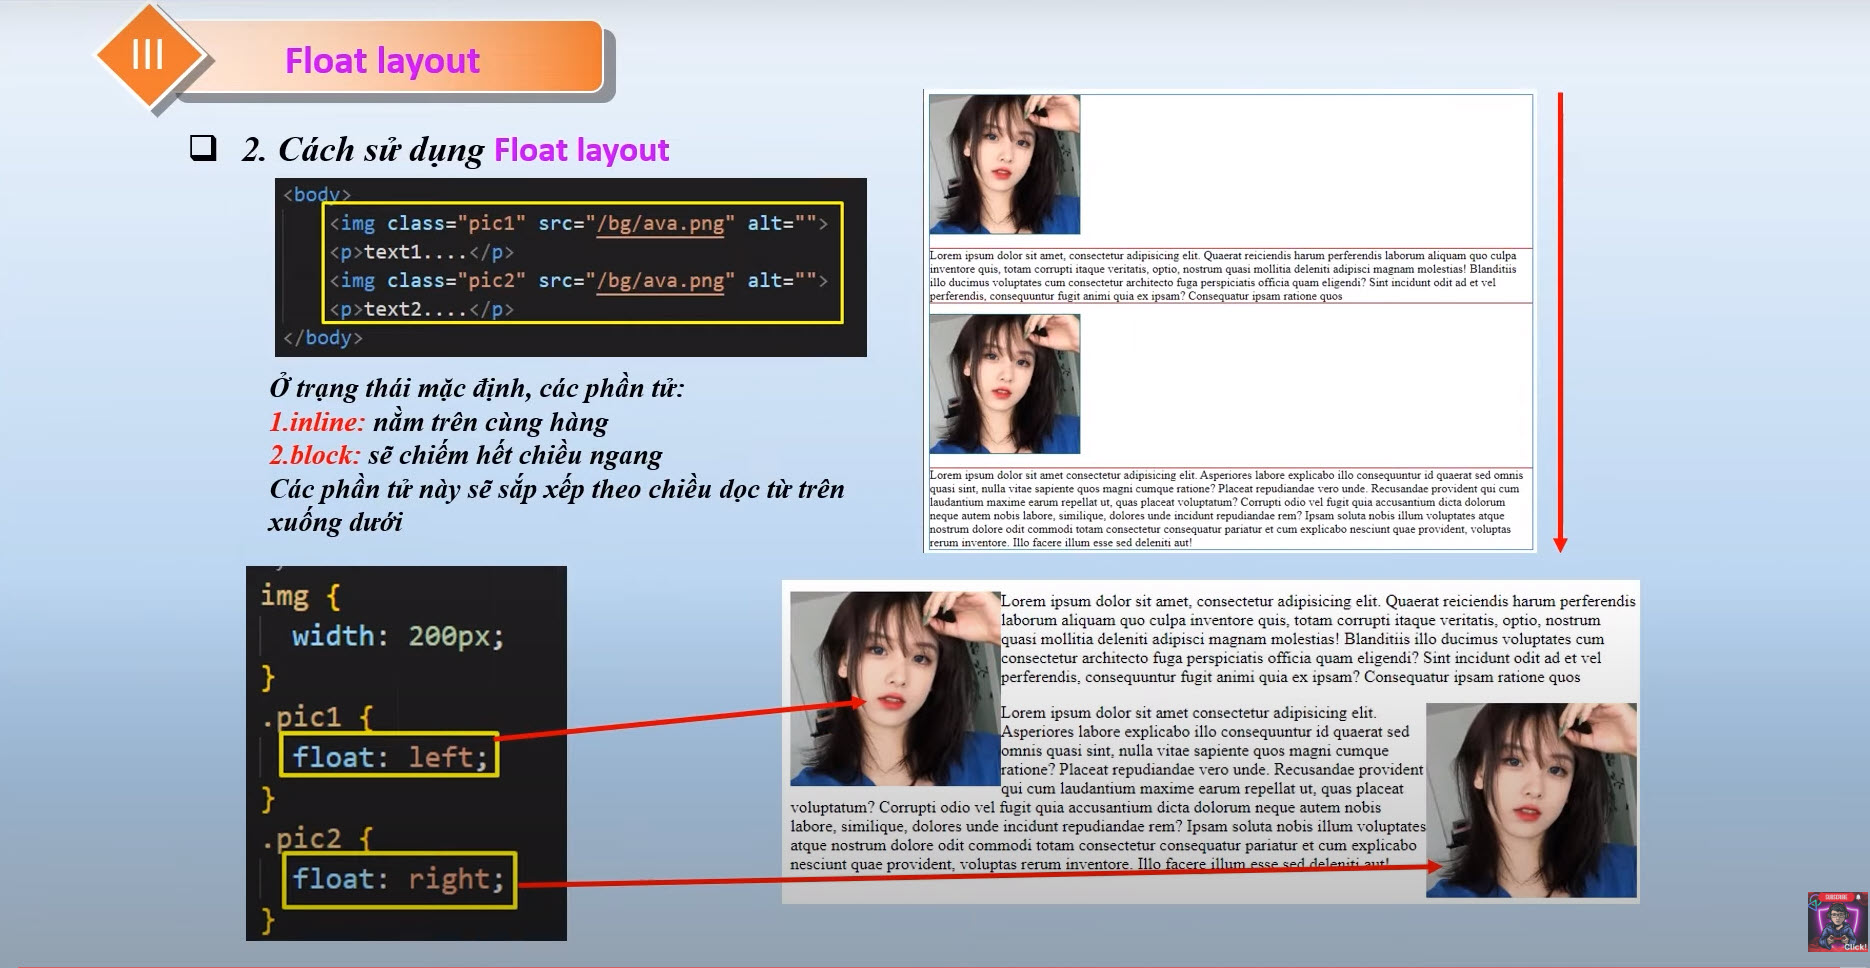 III
Float layout
2. Cách sử dụng Float layout
<body>
<img class="pic1" src="/bg/ava.png" alt="">
<p>text1....</p>
<img class="pic2" src="/bg/ava.png" alt="">
<p>text2....</p>
</body>
Ở trạng thái mặc định, các phần tử:
1.inline: nằm trên cùng hàng
2.block: sẽ chiếm hết chiều ngang
Các phần tử này sẽ sắp xếp theo chiều dọc từ trên
xuống dưới
Lorem ipsum dolor sit amet, consectetur adipisicing elit. Quaerat reiciendis harum perferendis laborum aliquam quo culpa
inventore quis, totam corrupti itaque veritatis, optio, nostrum quasi mollitia deleniti adipisci magnam molestias! Blanditiis
illo ducimus voluptates cum consectetur architecto fuga perspiciatis officia quam eligendi? Sint incidunt odit ad et vel
perferendis, consequuntur fugit animi quia ex ipsam? Consequatur ipsam ratione quos
Lorem ipsum dolor sit amet consectetur adipisicing elit. Asperiores labore explicabo illo consequuntur id quaerat sed omnis
quasi sint, nulla vitae sapiente quos magni cumque ratione? Placeat repudiandae vero unde. Recusandae provident qui cum
laudantium maxime earum repellat ut, quas placeat voluptatum? Corrupti odio vel fugit quia accusantium dicta dolorum
neque autem nobis labore, similique, dolores unde incidunt repudiandae rem? Ipsam soluta nobis illum voluptates atque
nostrum dolore odit commodi totam consectetur consequatur pariatur et cum explicabo nesciunt quae provident, voluptas
rerum inventore. Illo facere illum esse sed deleniti aut!
img {
width: 200px;
}
.pic1 {
float: left;
}
.pic2 {
float: right;
}
Lorem ipsum dolor sit amet, consectetur adipisicing elit. Quaerat reiciendis harum perferendis
laborum aliquam quo culpa inventore quis, totam corrupti itaque veritatis, optio, nostrum
quasi mollitia deleniti adipisci magnam molestias! Blanditiis illo ducimus voluptates cum
consectetur architecto fuga perspiciatis officia quam eligendi? Sint incidunt odit ad et vel
perferendis, consequuntur fugit animi quia ex ipsam? Consequatur ipsam ratione quos
Lorem ipsum dolor sit amet consectetur adipisicing elit.
Asperiores labore explicabo illo consequuntur id quaerat sed
omnis quasi sint, nulla vitae sapiente quos magni cumque
ratione? Placeat repudiandae vero unde. Recusandae provident
qui cum laudantium maxime earum repellat ut, quas placeat
voluptatum? Corrupti odio vel fugit quia accusantium dicta dolorum neque autem nobis
labore, similique, dolores unde incidunt repudiandae rem? Ipsam soluta nobis illum voluptates
atque nostrum dolore odit commodi totam consectetur consequatur pariatur et cum explicabo
nesciunt quae provident, voluptas rerum inventore. Illo facere illum esse sed deleniti aut!
SUBSCRIBE
Click!